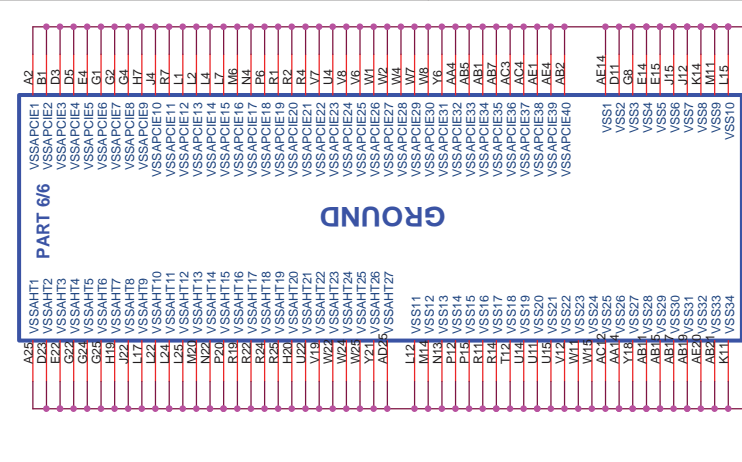 A2
B1
D3
D5
E4
G1
G2
G4
H7
J4
R7
L1
L2
L4
L7
M6
N4
P6
R1
R2
R4
V7
U4
V8
V6
W1
W2
W4
W7
W8
Y6
AA4
AB5
AB1
AB7
AC3
AC4
AE1
AE4
AB2
AE14
D11
G8
E14
E15
J15
J12
K14
M11
L15
VSSAPCIE1
VSSAPCIE2
VSSAPCIE3
VSSAPCIE4
VSSAPCIE5
VSSAPCIE6
VSSAPCIE7
VSSAPCIE8
VSSAPCIE9
VSSAPCIE10
VSSAPCIE11
VSSAPCIE12
VSSAPCIE13
VSSAPCIE14
VSSAPCIE15
VSSAPCIE16
VSSAPCIE17
VSSAPCIE18
VSSAPCIE19
VSSAPCIE20
VSSAPCIE21
VSSAPCIE22
VSSAPCIE23
VSSAPCIE24
VSSAPCIE25
VSSAPCIE26
VSSAPCIE27
VSSAPCIE28
VSSAPCIE29
VSSAPCIE30
VSSAPCIE31
VSSAPCIE32
VSSAPCIE33
VSSAPCIE34
VSSAPCIE35
VSSAPCIE36
VSSAPCIE37
VSSAPCIE38
VSSAPCIE39
VSSAPCIE40
VSS1
VSS2
VSS3
VSS4
VSS5
VSS6
VSS7
VSS8
VSS9
VSS10
PART 6/6
GROUND
VSSAHT1
VSSAHT2
VSSAHT3
VSSAHT4
VSSAHT5
VSSAHT6
VSSAHT7
VSSAHT8
VSSAHT9
VSSAHT10
VSSAHT11
VSSAHT12
VSSAHT13
VSSAHT14
VSSAHT15
VSSAHT16
VSSAHT17
VSSAHT18
VSSAHT19
VSSAHT20
VSSAHT21
VSSAHT22
VSSAHT23
VSSAHT24
VSSAHT25
VSSAHT26
VSSAHT27
VSS11
VSS12
VSS13
VSS14
VSS15
VSS16
VSS17
VSS18
VSS19
VSS20
VSS21
VSS22
VSS23
VSS24
VSS25
VSS26
VSS27
VSS28
VSS29
VSS30
VSS31
VSS32
VSS33
VSS34
A25
D23
E22
G22
G24
G25
H19
J22
L17
L22
L24
L25
M20
N22
P20
R19
R22
R24
R25
H20
U22
V19
W22
W24
W25
Y21
AD25
L12
M14
N13
P12
P15
R11
R14
T12
U14
U11
U15
V12
W11
W15
AC12
AA14
Y18
AB11
AB15
AB17
AB19
AE20
AB21
K11